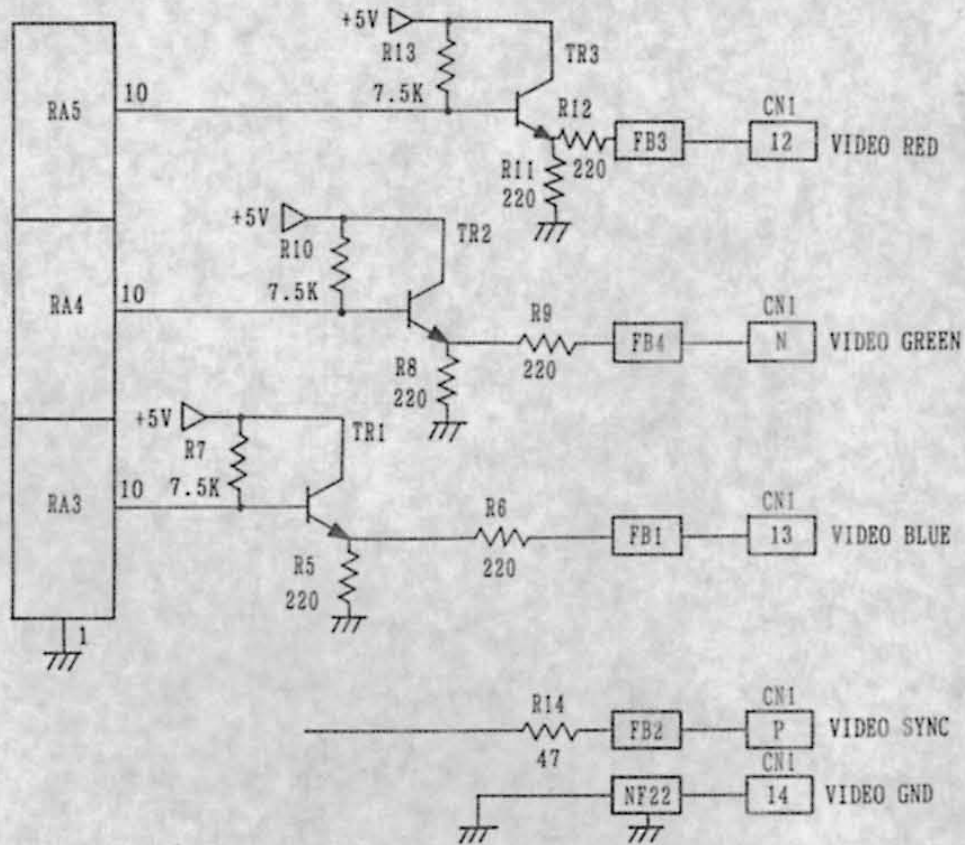 +5V
R13
TR3
10
7.5K
R12
CN1
RA5
FB3
12
VIDEO RED
R11
220
220
+5V
TR2
R10
10
7.5K
R9
CN1
RA4
FB4
N
VIDEO GREEN
R8
220
220
+5V
TR1
R7
10
7.5K
R6
CN1
RA3
FB1
13
VIDEO BLUE
R5
220
220
1
R14
CN1
FB2
P
VIDEO SYNC
47
CN1
NF22
14
VIDEO GND